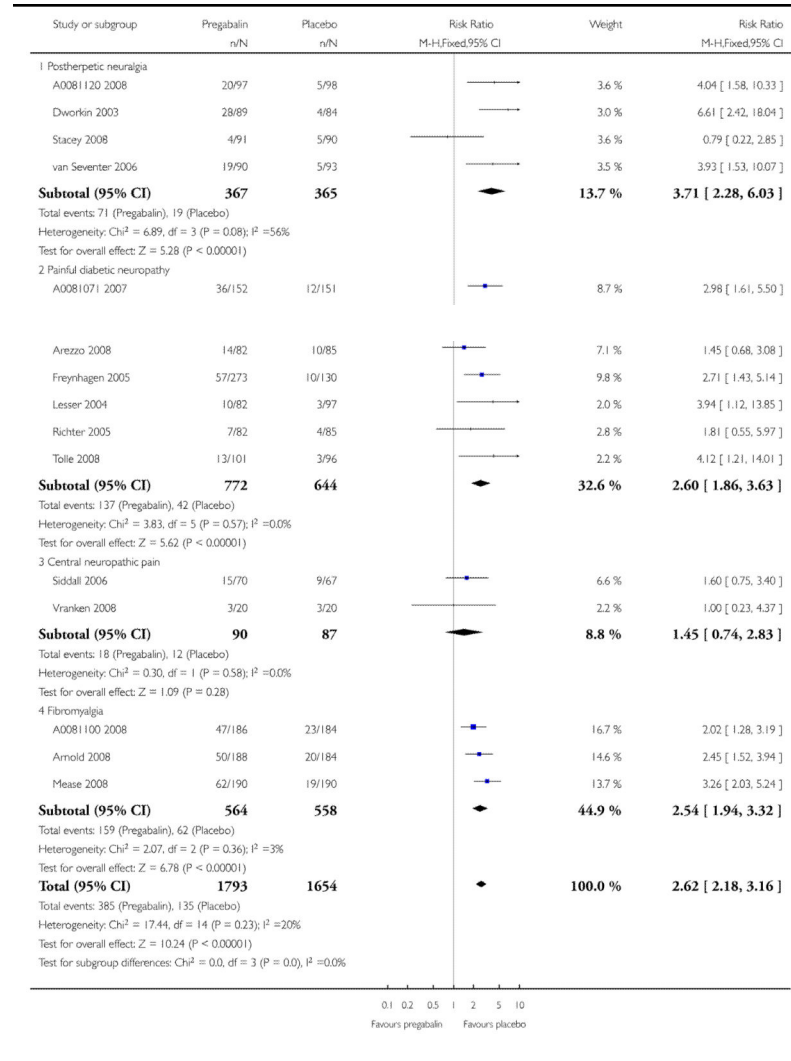 Study or subgroup Pregabalin Placebo Risk Ratio Weight Risk Ratio
n/N n/N M-H,Fixed,95% CI M-H,Fixed,95% CI
1 Postherpetic neuralgia
A0081120 2008 20/97 5/98 3.6 % 4.04 [ 1.58, 10.33 ]
Dworkin 2003 28/89 4/84 3.0 % 6.61 [ 2.42, 18.04 ]
Stacey 2008 4/91 5/90 3.6 % 0.79 [ 0.22, 2.85 ]
van Seventer 2006 19/90 5/93 3.5 % 3.93 [ 1.53, 10.07 ]
Subtotal (95% CI) 367 365 13.7 % 3.71 [ 2.28, 6.03 ]
Total events: 71 (Pregabalin), 19 (Placebo)
Heterogeneity: Chi² = 6.89, df = 3 (P = 0.08); I² =56%
Test for overall effect: Z = 5.28 (P < 0.00001)
2 Painful diabetic neuropathy
A0081071 2007 36/152 12/151 8.7 % 2.98 [ 1.61, 5.50 ]
Arezzo 2008 14/82 10/85 7.1 % 1.45 [ 0.68, 3.08 ]
Freynhagen 2005 57/273 10/130 9.8 % 2.71 [ 1.43, 5.14 ]
Lesser 2004 10/82 3/97 2.0 % 3.94 [ 1.12, 13.85 ]
Richter 2005 7/82 4/85 2.8 % 1.81 [ 0.55, 5.97 ]
Tolle 2008 13/101 3/96 2.2 % 4.12 [ 1.21, 14.01 ]
Subtotal (95% CI) 772 644 32.6 % 2.60 [ 1.86, 3.63 ]
Total events: 137 (Pregabalin), 42 (Placebo)
Heterogeneity: Chi² = 3.83, df = 5 (P = 0.57); I² =0.0%
Test for overall effect: Z = 5.62 (P < 0.00001)
3 Central neuropathic pain
Siddall 2006 15/70 9/67 6.6 % 1.60 [ 0.75, 3.40 ]
Vranken 2008 3/20 3/20 2.2 % 1.00 [ 0.23, 4.37 ]
Subtotal (95% CI) 90 87 8.8 % 1.45 [ 0.74, 2.83 ]
Total events: 18 (Pregabalin), 12 (Placebo)
Heterogeneity: Chi² = 0.30, df = 1 (P = 0.58); I² =0.0%
Test for overall effect: Z = 1.09 (P = 0.28)
4 Fibromyalgia
A0081100 2008 47/186 23/184 16.7 % 2.02 [ 1.28, 3.19 ]
Arnold 2008 50/188 20/184 14.6 % 2.45 [ 1.52, 3.94 ]
Mease 2008 62/190 19/190 13.7 % 3.26 [ 2.03, 5.24 ]
Subtotal (95% CI) 564 558 44.9 % 2.54 [ 1.94, 3.32 ]
Total events: 159 (Pregabalin), 62 (Placebo)
Heterogeneity: Chi² = 2.07, df = 2 (P = 0.36); I² =3%
Test for overall effect: Z = 6.78 (P < 0.00001)
Total (95% CI) 1793 1654 100.0 % 2.62 [ 2.18, 3.16 ]
Total events: 385 (Pregabalin), 135 (Placebo)
Heterogeneity: Chi² = 17.44, df = 14 (P = 0.23); I² =20%
Test for overall effect: Z = 10.24 (P < 0.00001)
Test for subgroup differences: Chi² = 0.0, df = 3 (P = 0.0), I² =0.0%
0.1 0.2 0.5 1 2 5 10
Favours pregabalin Favours placebo